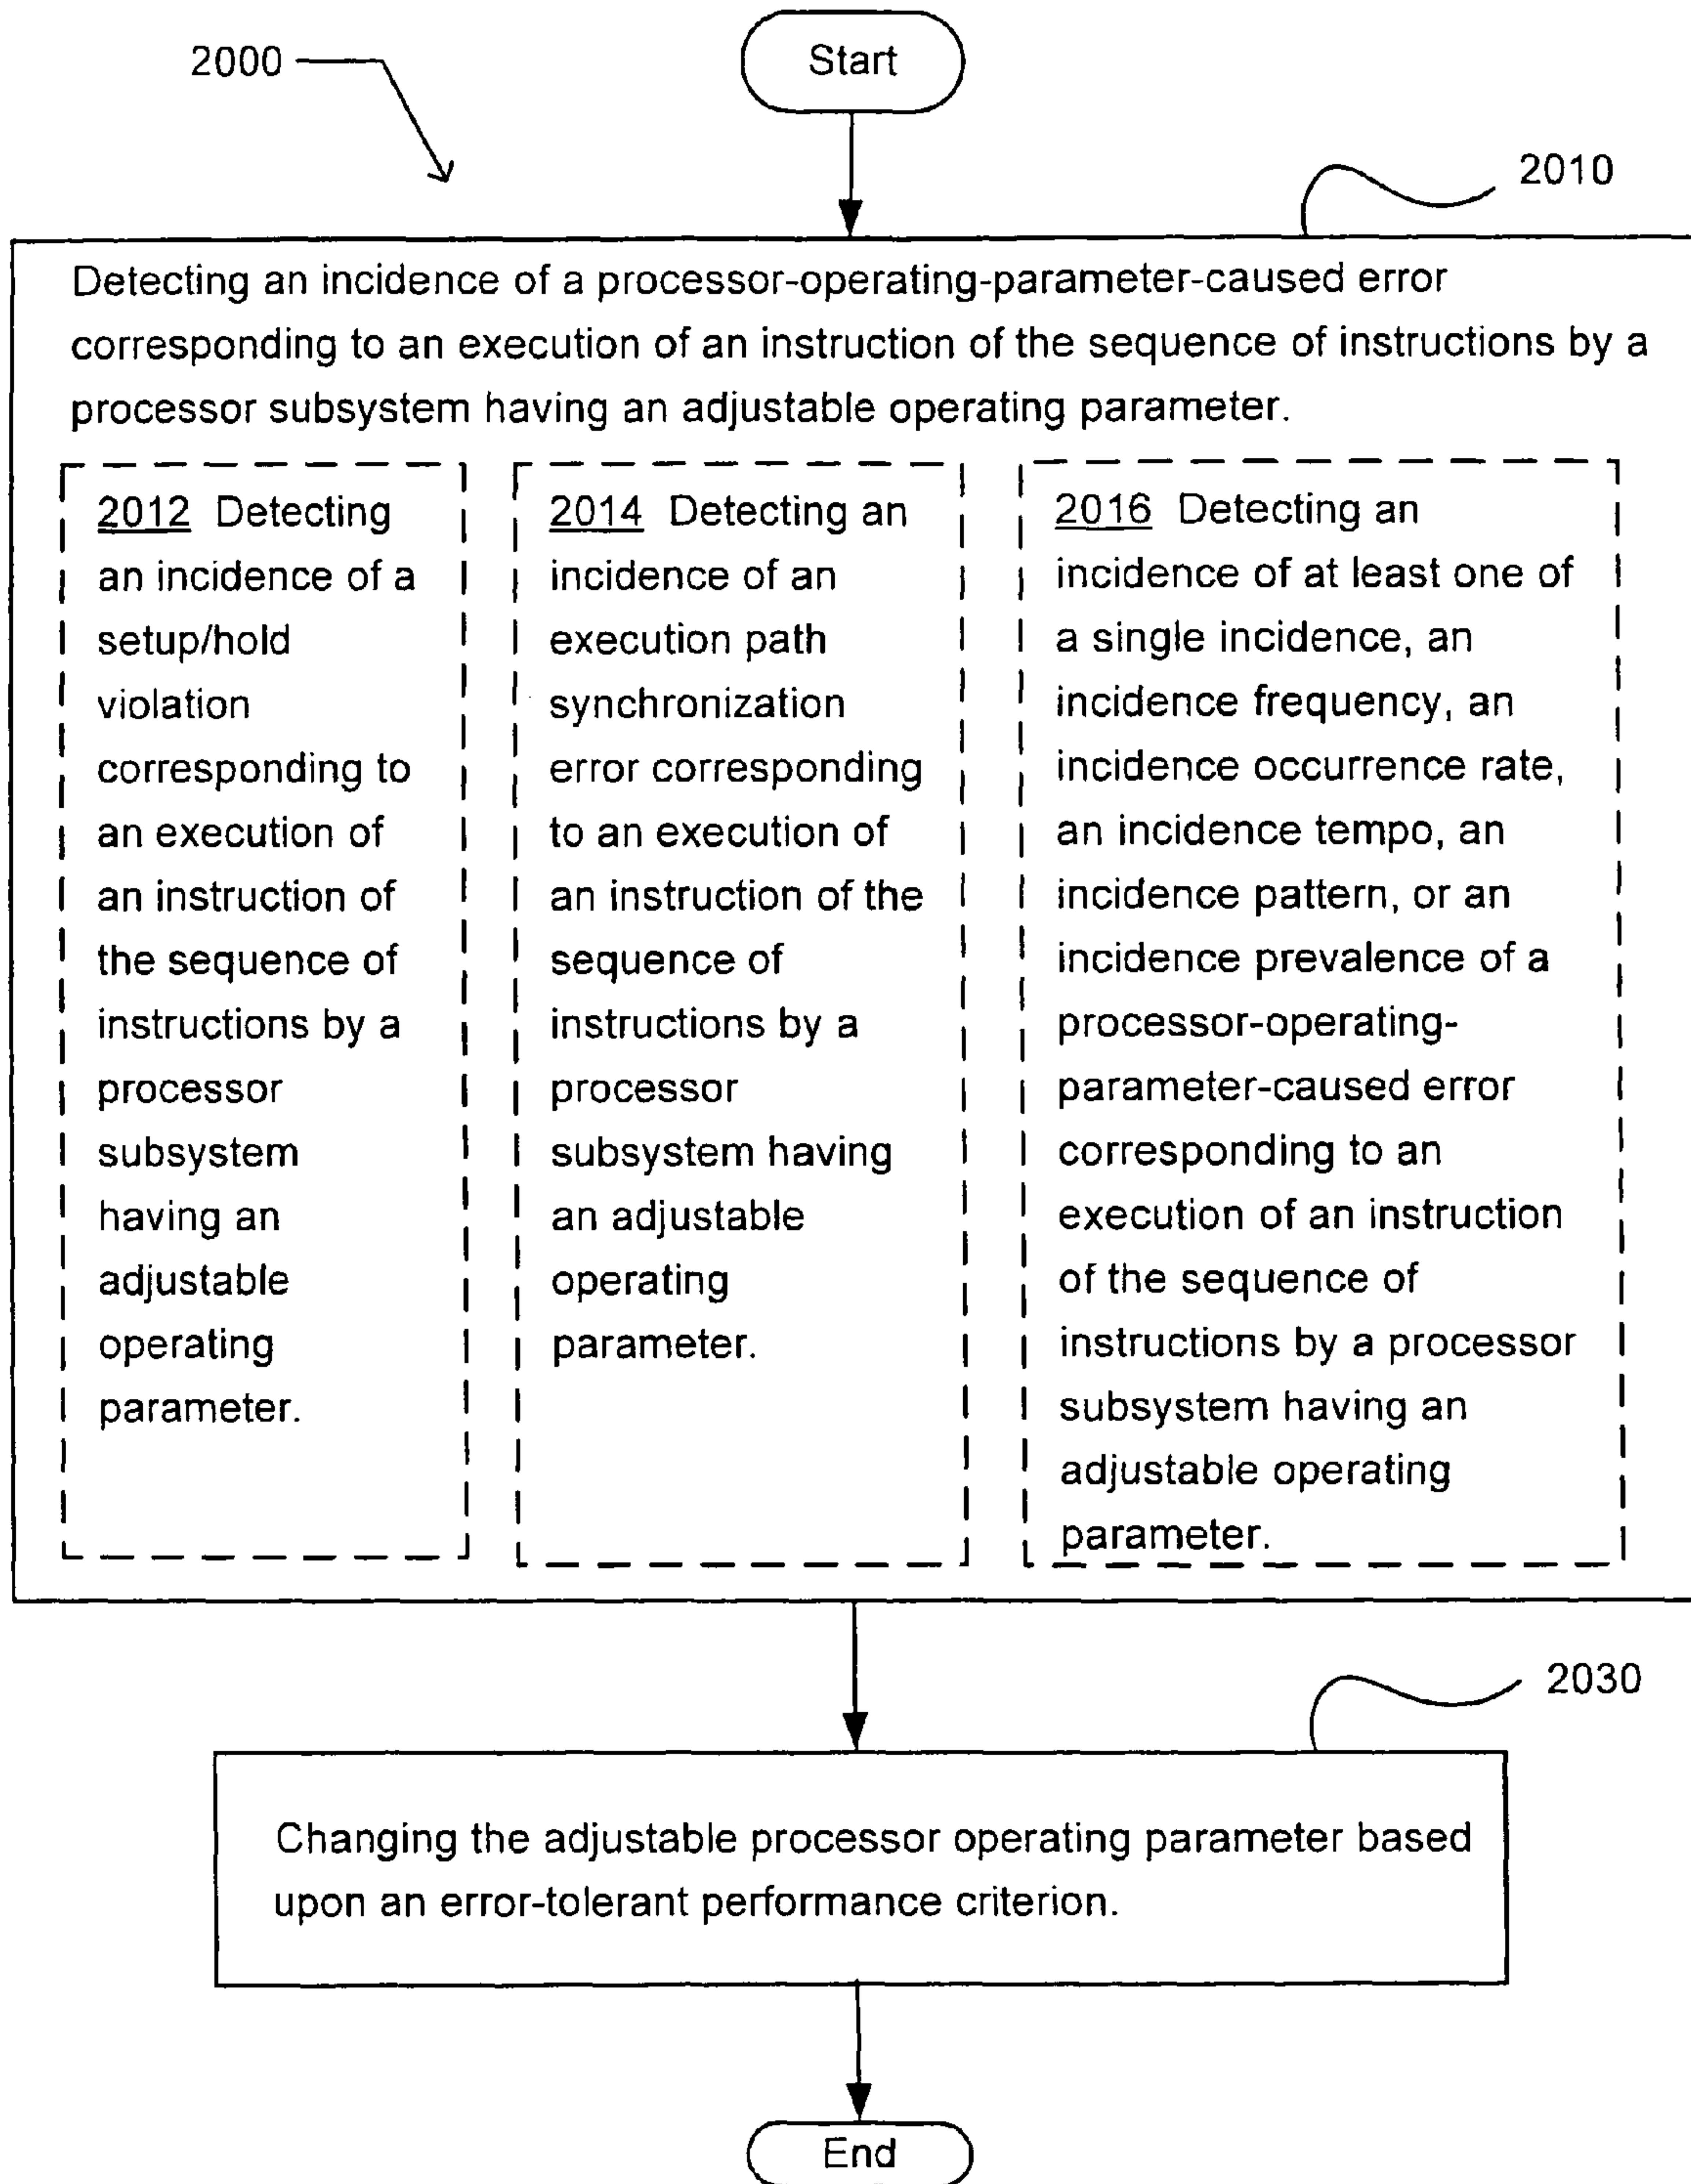 Start
2000
2010
Detecting an incidence of a processor-operating-parameter-caused error
corresponding to an execution of an instruction of the sequence of instructions by a
processor subsystem having an adjustable operating parameter.
2012 Detecting
an incidence of a
setup/hold
violation
corresponding to
an execution of
an instruction of
the sequence of
instructions by a
processor
subsystem
having an
adjustable
operating
parameter.
2014 Detecting an
incidence of an
execution path
synchronization
error corresponding
to an execution of
an instruction of the
sequence of
instructions by a
processor
subsystem having
an adjustable
operating
parameter.
2016 Detecting an
incidence of at least one of
a single incidence, an
incidence frequency, an
incidence occurrence rate,
an incidence tempo, an
incidence pattern, or an
incidence prevalence of a
processor-operating-
parameter-caused error
corresponding to an
execution of an instruction
of the sequence of
instructions by a processor
subsystem having an
adjustable operating
parameter.
2030
Changing the adjustable processor operating parameter based
upon an error-tolerant performance criterion.
End